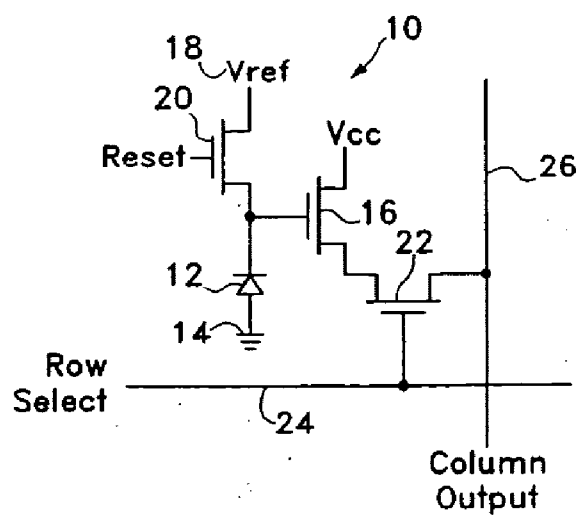 10
18
Vref
20
Reset
Vcc
16
26
22
12
14
Row
Select
24
Column
Output